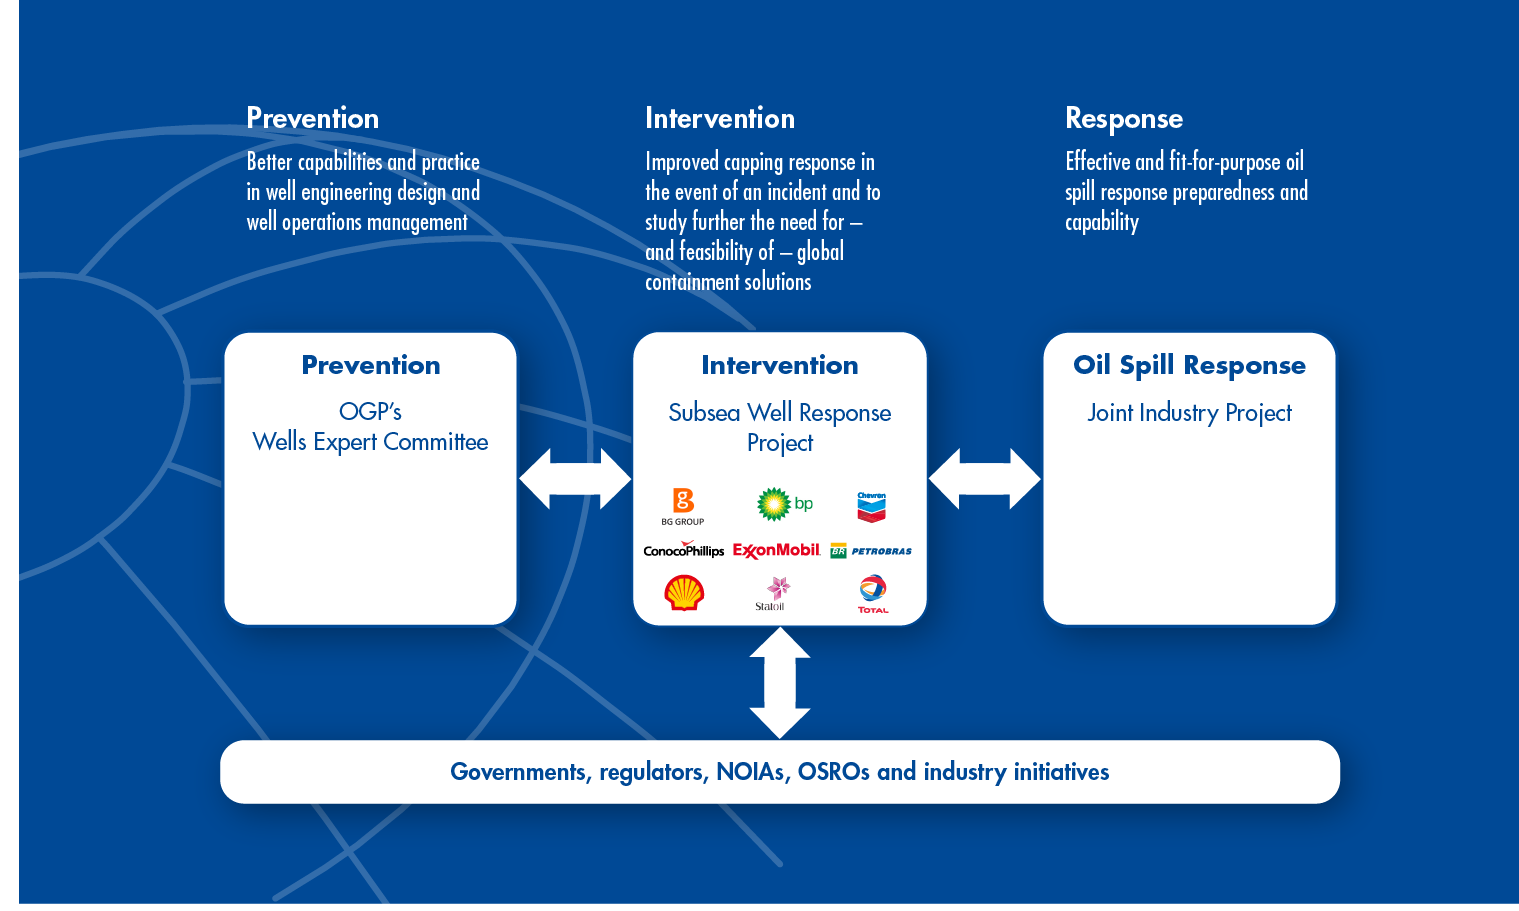 Prevention
Better capabilities and practice
in well engineering design and
well operations management
Intervention
Improved capping response in
the event of an incident and to
study further the need for –
and feasibility of – global
containment solutions
Response
Effective and fit-for-purpose oil
spill response preparedness and
capability
Prevention
OGP's
Wells Expert Committee
Intervention
Subsea Well Response
Project
g
BG GROUP
bp
Chevron
ConocoPhillips
ExxonMobil
BR PETROBRAS
Statoil
TOTAL
Oil Spill Response
Joint Industry Project
Governments, regulators, NOIAs, OSROs and industry initiatives